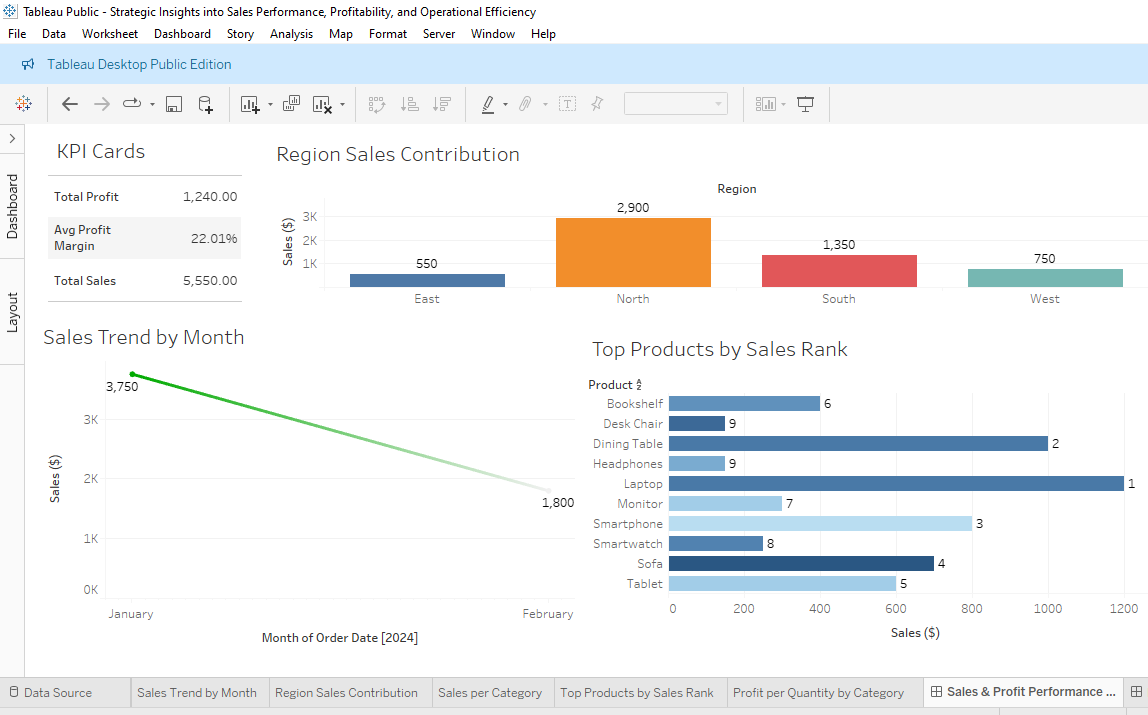 Tableau Public - Strategic Insights into Sales Performance, Profitability, and Operational Efficiency
File Data Worksheet Dashboard Story Analysis Map Format Server Window Help
Tableau Desktop Public Edition
Dashboard
Layout
KPI Cards
Total Profit 1,240.00
Avg Profit
Margin 22.01%
Total Sales 5,550.00
Region Sales Contribution
Region
Sales ($)
3K
2K
1K
550
2,900
1,350
750
East North South West
Sales Trend by Month
Sales ($)
3K
2K
1K
0K
3,750
1,800
January February
Month of Order Date [2024]
Top Products by Sales Rank
Product
Bookshelf 6
Desk Chair 9
Dining Table 2
Headphones 9
Laptop 1
Monitor 7
Smartphone 3
Smartwatch 8
Sofa 4
Tablet 5
0 200 400 600 800 1000 1200
Sales ($)
Data Source Sales Trend by Month Region Sales Contribution Sales per Category Top Products by Sales Rank Profit per Quantity by Category Sales & Profit Performance ...